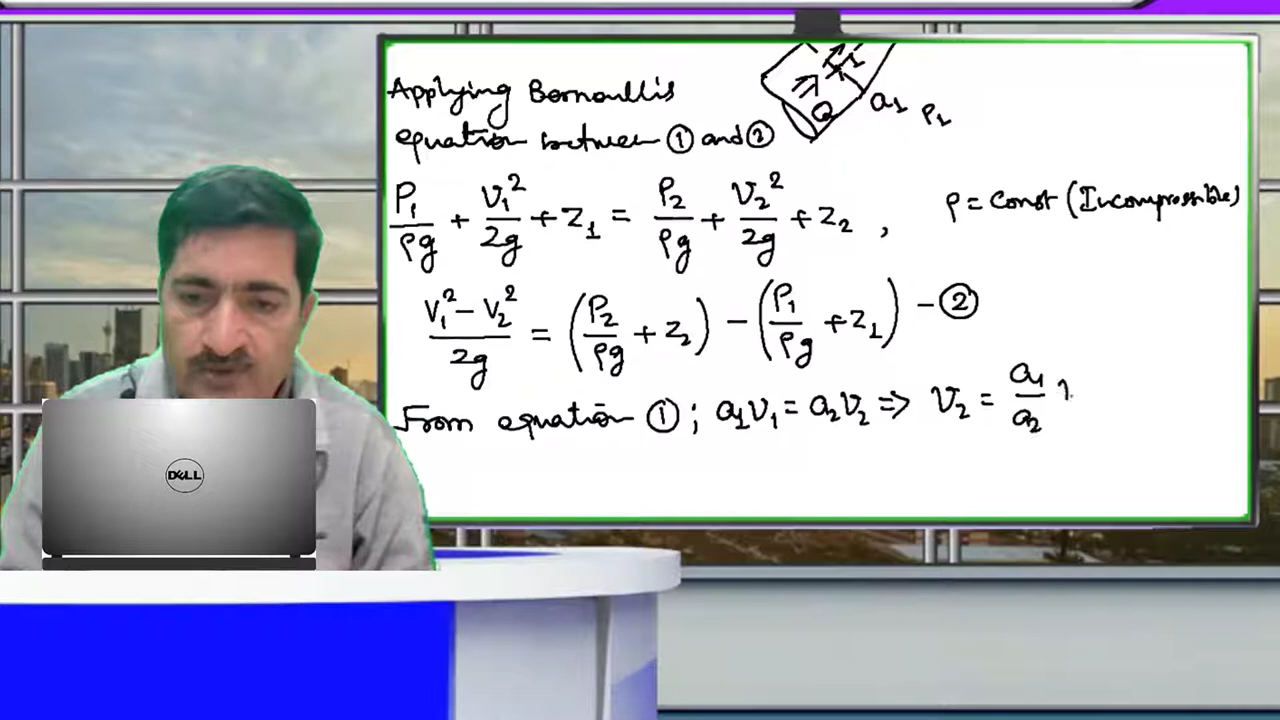 Q a1 P1
Applying Bernoullis
equation between ① and ②
P₁/ρg + V₁²/2g + Z₁ = P₂/ρg + V₂²/2g + Z₂ , ρ = Const (Incompressible)
(V₁² - V₂²)/2g = (P₂/ρg + Z₂) - (P₁/ρg + Z₁) - ②
From equation ① ; a₁V₁ = a₂V₂ ⇒ V₂ = a₁/a₂
DELL